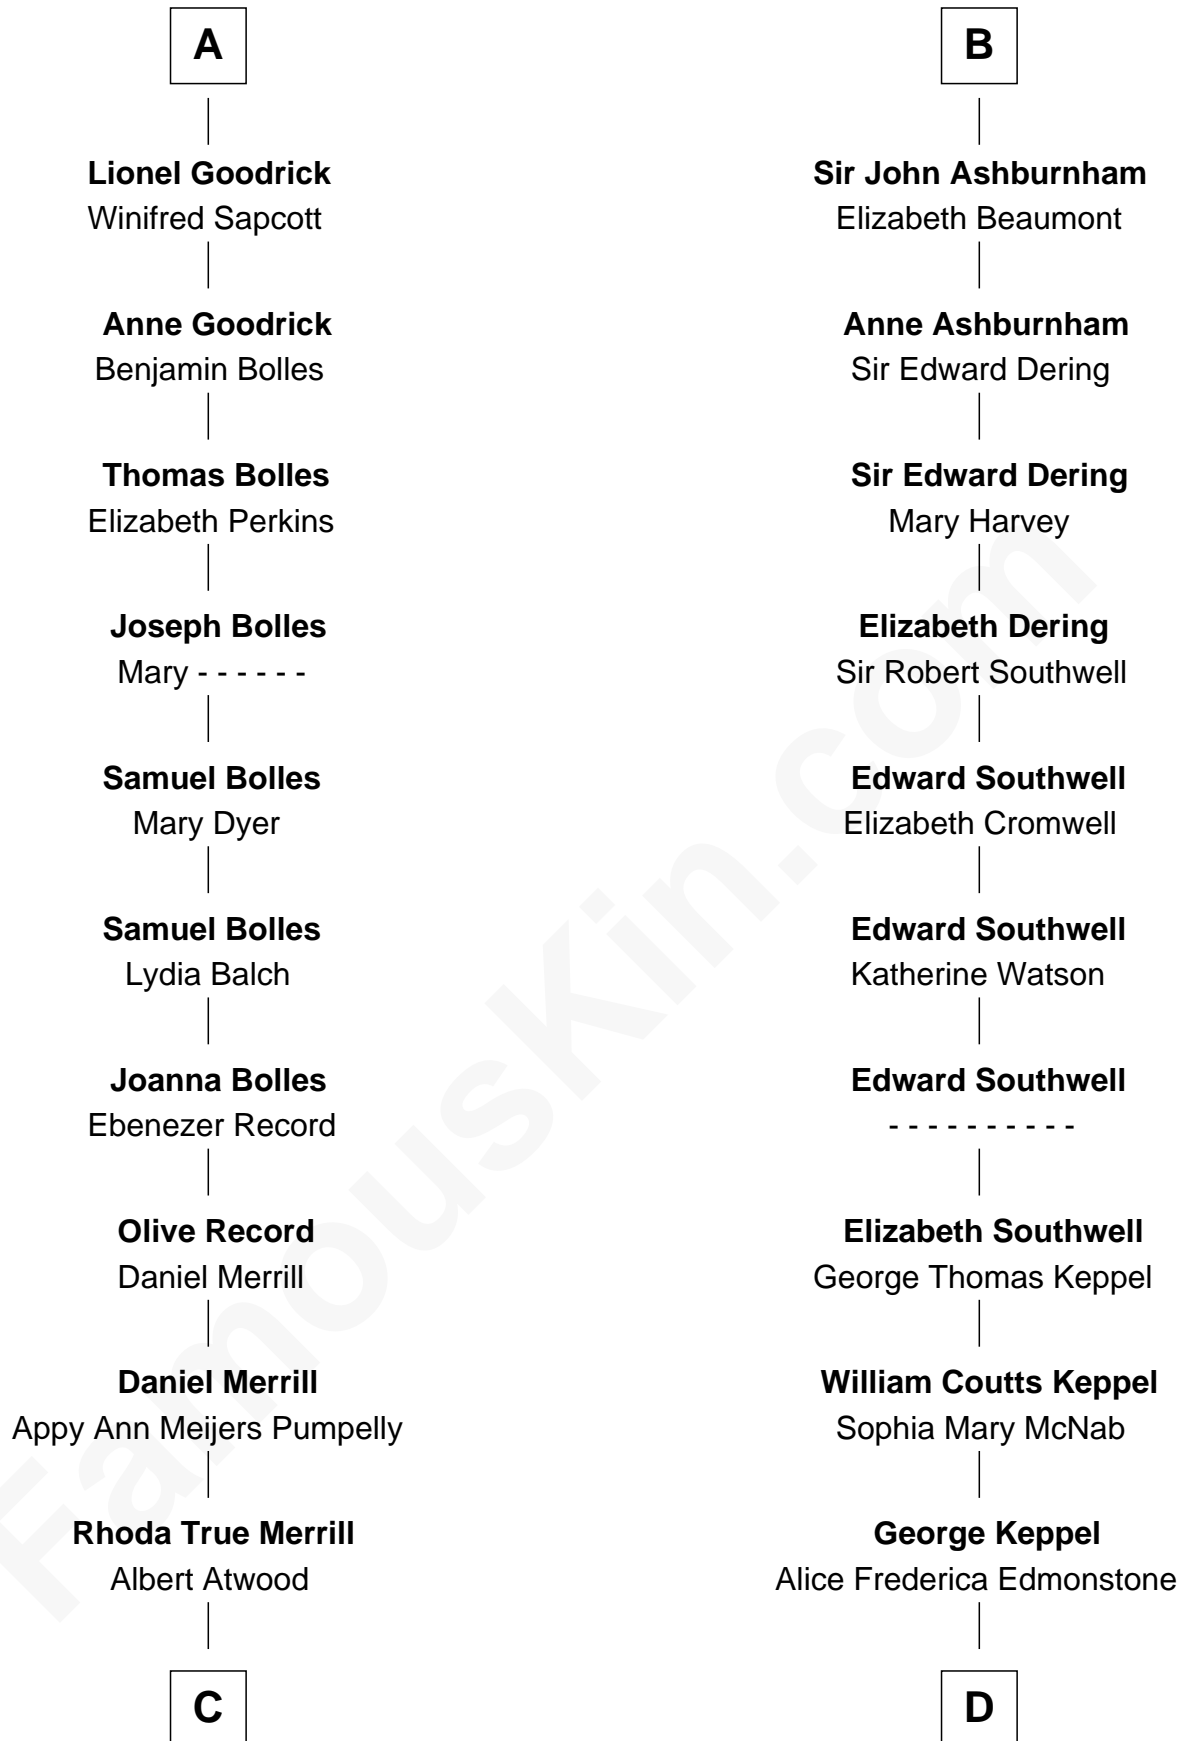 A
Lionel Goodrick
Winifred Sapcott
Anne Goodrick
Benjamin Bolles
Thomas Bolles
Elizabeth Perkins
Joseph Bolles
Mary - - - - - -
Samuel Bolles
Mary Dyer
Samuel Bolles
Lydia Balch
Joanna Bolles
Ebenezer Record
Olive Record
Daniel Merrill
Daniel Merrill
Appy Ann Meijers Pumpelly
Rhoda True Merrill
Albert Atwood
C
B
Sir John Ashburnham
Elizabeth Beaumont
Anne Ashburnham
Sir Edward Dering
Sir Edward Dering
Mary Harvey
Elizabeth Dering
Sir Robert Southwell
Edward Southwell
Elizabeth Cromwell
Edward Southwell
Katherine Watson
Edward Southwell
- - - - - - - - - -
Elizabeth Southwell
George Thomas Keppel
William Coutts Keppel
Sophia Mary McNab
George Keppel
Alice Frederica Edmonstone
D
FamousKin.com